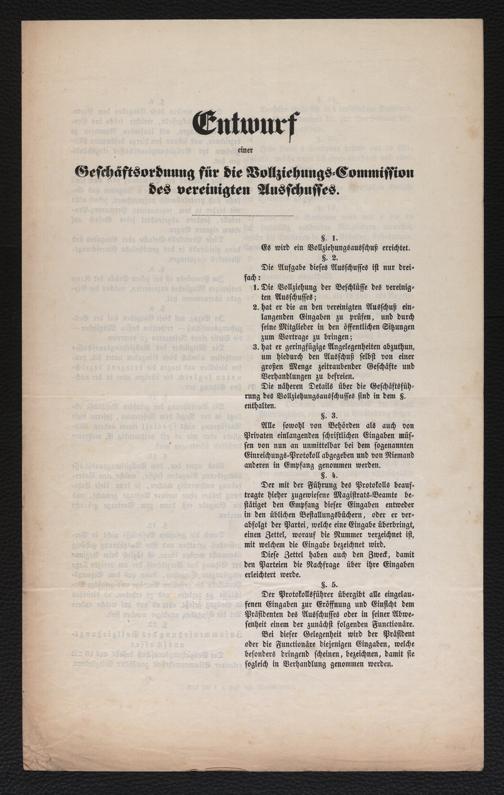 Entwurf
einer
Geschäftsordnung für die Vollziehungs-Commission
des vereinigten Ausschusses.
§. 1.
Es wird ein Vollziehungsausschuß errichtet.
§. 2.
Die Aufgabe dieses Ausschusses ist nur drei-
fach:
1. Die Vollziehung der Beschlüsse des vereinig-
ten Ausschusses;
2. hat er die an den vereinigten Ausschuß ein-
langenden Eingaben zu prüfen, und durch
seine Mitglieder in den öffentlichen Sitzungen
zum Vortrage zu bringen.
3. hat er geringfügige Angelegenheiten abzuthun,
um hiedurch den Ausschuß selbst von einer
großen Menge zeitraubender Geschäfte und
Verhandlungen zu befreien.
Die näheren Details über die Geschäftsfüh-
rung des Vollziehungsausschusses sind in dem §.
enthalten.
§. 3.
Alle sowohl von Behörden als auch von
Privaten einlangenden schriftlichen Eingaben müs-
sen von nun an unmittelbar bei dem sogenannten
Einreichungs-Protokoll abgegeben und von Niemand
anderen in Empfang genommen werden.
§. 4.
Der mit der Führung des Protokolls beauf-
tragte hieher zugewiesene Magistrats-Beamte be-
stätiget den Empfang dieser Eingaben entweder
in den üblichen Bestallungsbüchern, oder er ver-
abfolgt der Partei, welche eine Eingabe überbringt,
einen Zettel, worauf die Nummer verzeichnet ist,
mit welchem die Eingabe bezeichnet wird.
Diese Zettel haben auch den Zweck, damit
den Parteien die Nachfrage über ihre Eingaben
erleichtert werde.
§. 5.
Der Protokollsführer übergibt alle eingelau-
fenen Eingaben zur Eröffnung und Einsicht dem
Präsidenten des Ausschusses oder in seiner Abwe-
senheit einem der zunächst folgenden Functionäre.
Bei dieser Gelegenheit wird der Präsident
oder die Functionäre diejenigen Eingaben, welche
besonders dringend scheinen, bezeichnen, damit sie
sogleich in Verhandlung genommen werden.